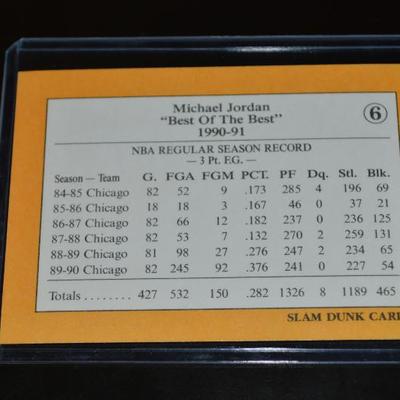 Michael Jordan
"Best Of The Best"
1990-91
6
NBA REGULAR SEASON RECORD
— 3 Pt. F.G. —
Season — Team G. FGA FGM PCT. PF Dq. Stl. Blk.
84-85 Chicago 82 52 9 .173 285 4 196 69
85-86 Chicago 18 18 3 .167 46 0 37 21
86-87 Chicago 82 66 12 .182 237 0 236 125
87-88 Chicago 82 53 7 .132 270 2 259 131
88-89 Chicago 81 98 27 .276 247 2 234 65
89-90 Chicago 82 245 92 .376 241 0 227 54
Totals ........ 427 532 150 .282 1326 8 1189 465
SLAM DUNK CARD